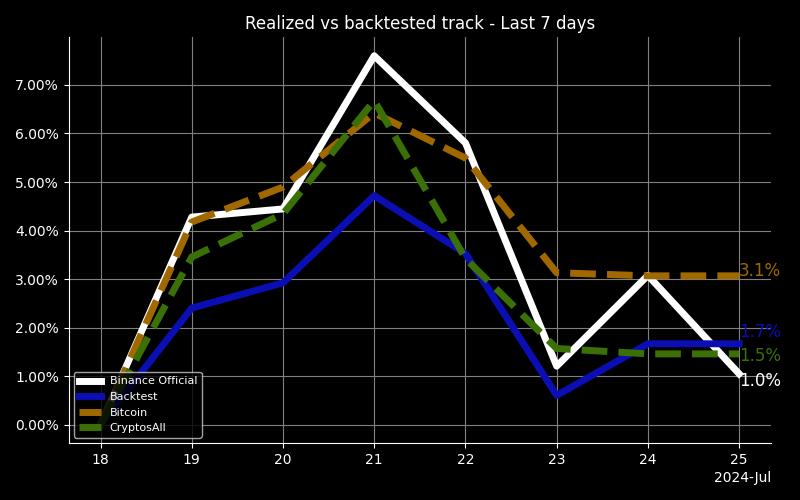 Realized vs backtested track - Last 7 days
7.00%
6.00%
5.00%
4.00%
3.00%
2.00%
1.00%
0.00%
3.1%
1.7%
1.5%
1.0%
Binance Official
Backtest
Bitcoin
CryptosAll
18 19 20 21 22 23 24 25
2024-Jul